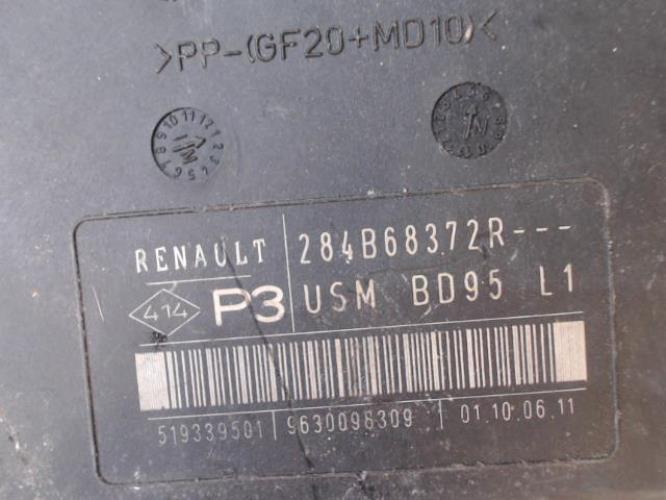 >PP-(GF20+MD10)<
RENAULT 284B68372R---
414 P3 USM BD95 L1
519339501 9630096309 01.10.06.11